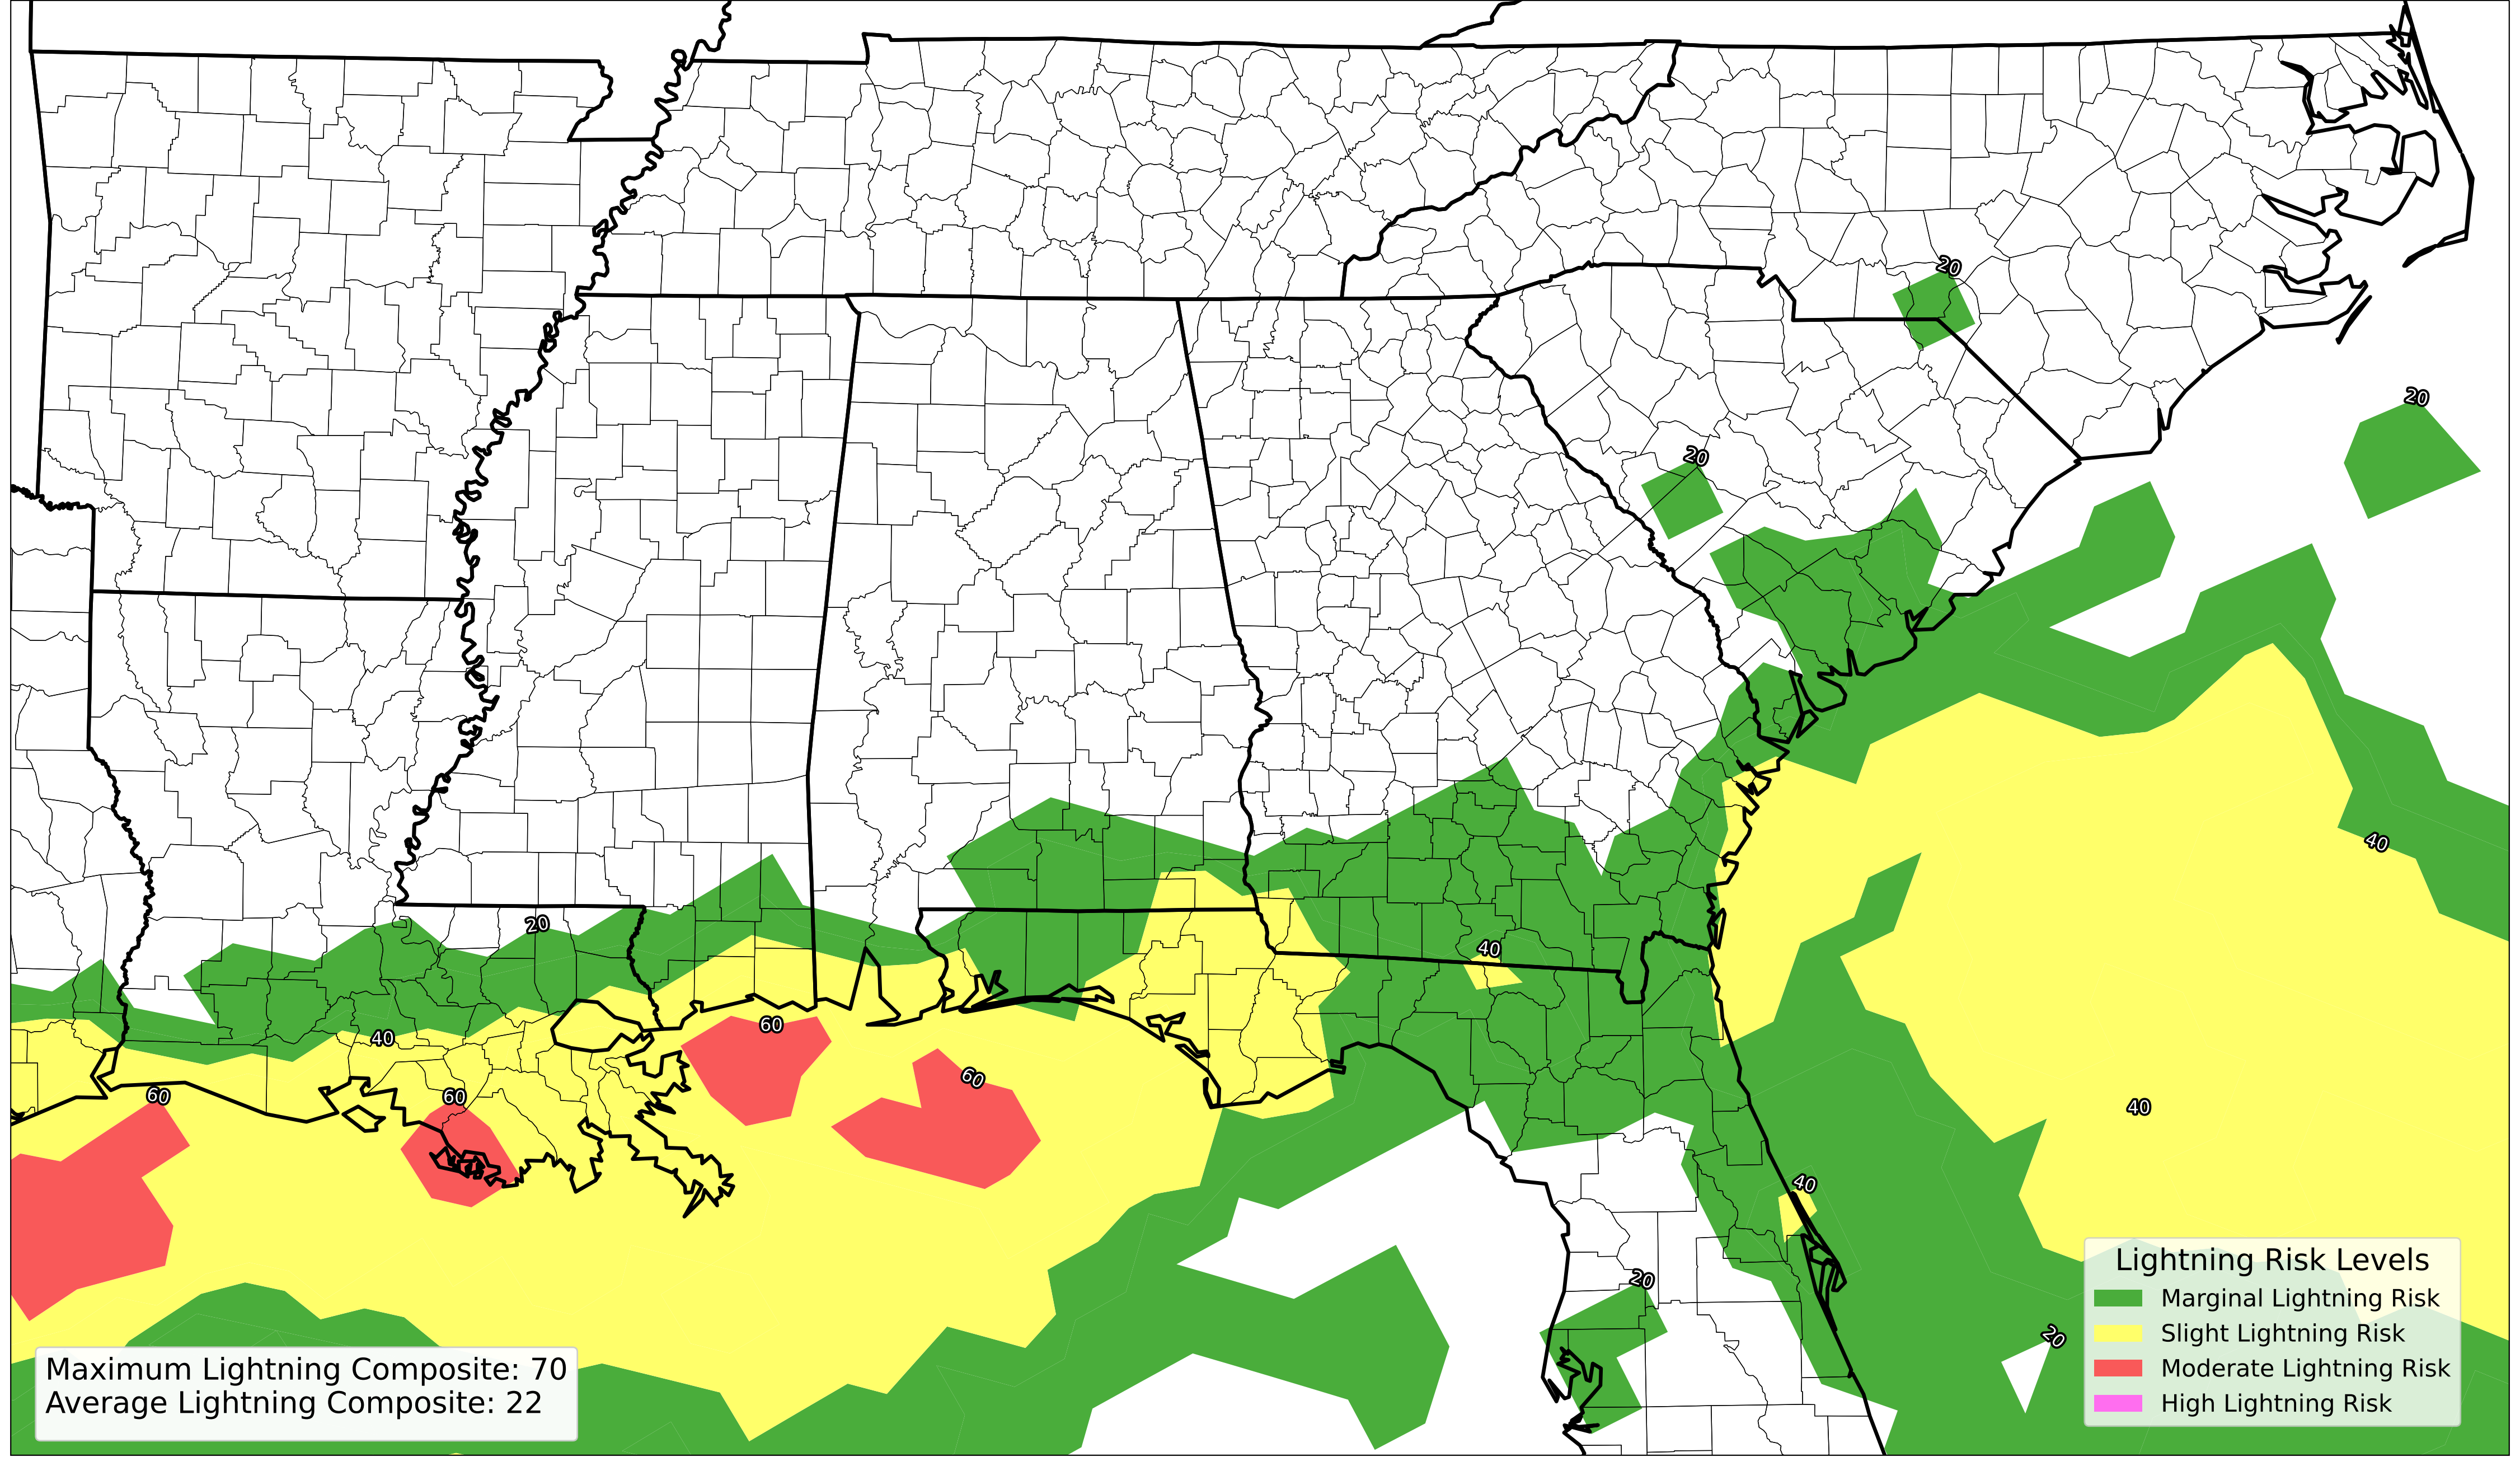 20
20
20
20
40
40
40
60
60
60
60
40
40
20
20
Lightning Risk Levels
Marginal Lightning Risk
Slight Lightning Risk
Moderate Lightning Risk
High Lightning Risk
Maximum Lightning Composite: 70
Average Lightning Composite: 22